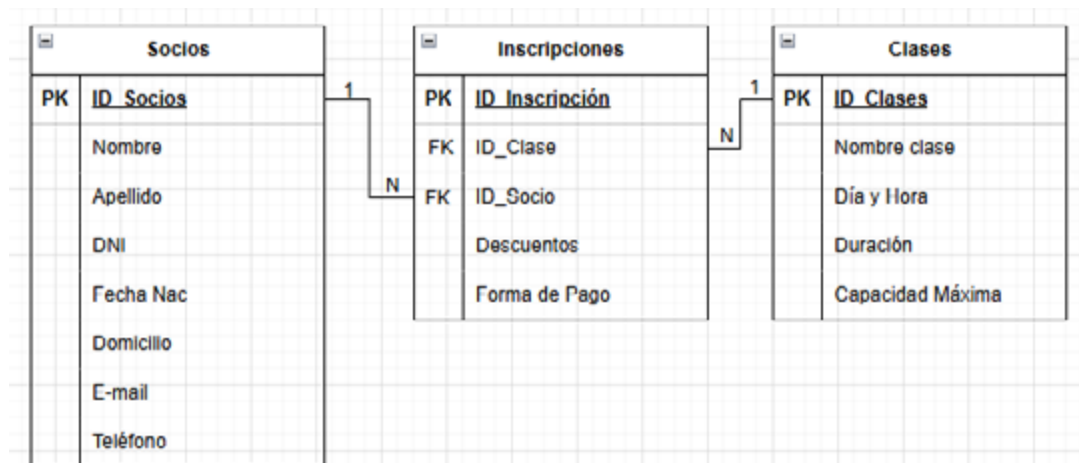 Socios
PK ID_Socios
Nombre
Apellido
DNI
Fecha Nac
Domicilio
E-mail
Teléfono
1
N
Inscripciones
PK ID_Inscripción
FK ID_Clase
FK ID_Socio
Descuentos
Forma de Pago
N
1
Clases
PK ID_Clases
Nombre clase
Día y Hora
Duración
Capacidad Máxima